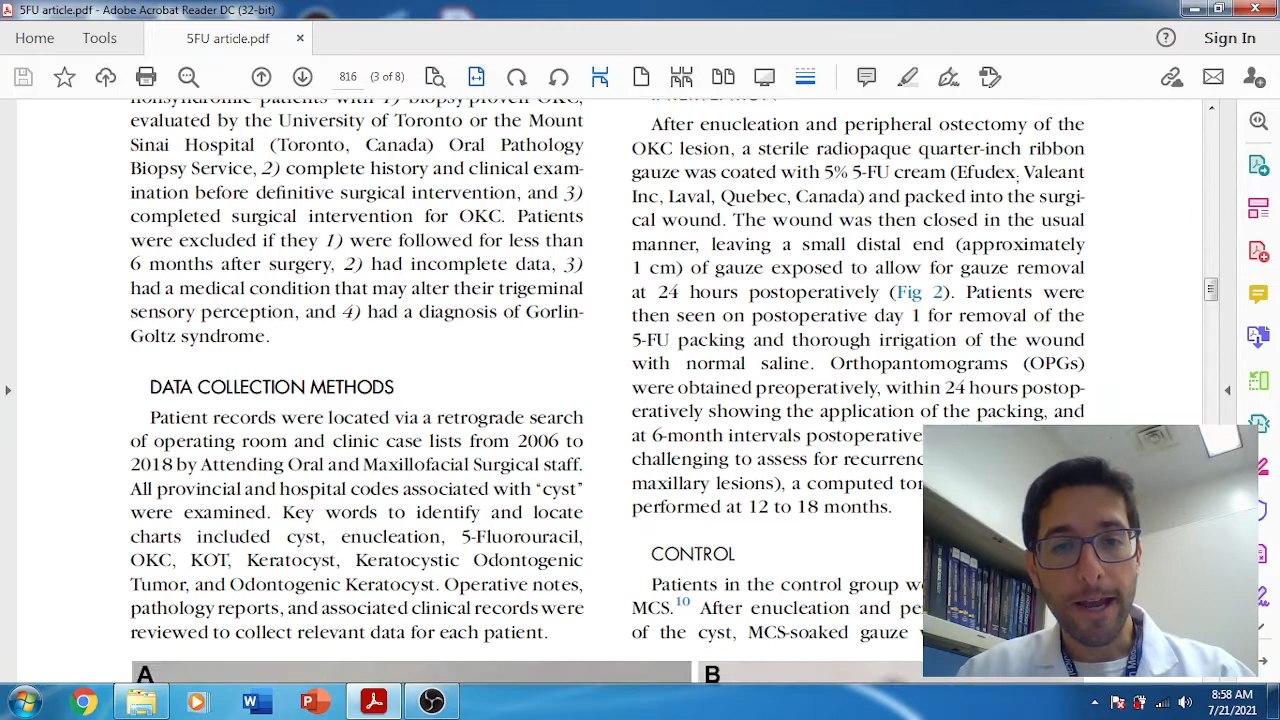 5FU article.pdf - Adobe Acrobat Reader DC (32-bit)
Home
Tools
5FU article.pdf
Sign In
816
(3 of 8)
nonsyndromic patients with 1) biopsy-proven OKC,
evaluated by the University of Toronto or the Mount
Sinai Hospital (Toronto, Canada) Oral Pathology
Biopsy Service, 2) complete history and clinical exam-
ination before definitive surgical intervention, and 3)
completed surgical intervention for OKC. Patients
were excluded if they 1) were followed for less than
6 months after surgery, 2) had incomplete data, 3)
had a medical condition that may alter their trigeminal
sensory perception, and 4) had a diagnosis of Gorlin-
Goltz syndrome.
DATA COLLECTION METHODS
Patient records were located via a retrograde search
of operating room and clinic case lists from 2006 to
2018 by Attending Oral and Maxillofacial Surgical staff.
All provincial and hospital codes associated with "cyst"
were examined. Key words to identify and locate
charts included cyst, enucleation, 5-Fluorouracil,
OKC, KOT, Keratocyst, Keratocystic Odontogenic
Tumor, and Odontogenic Keratocyst. Operative notes,
pathology reports, and associated clinical records were
reviewed to collect relevant data for each patient.
A
After enucleation and peripheral ostectomy of the
OKC lesion, a sterile radiopaque quarter-inch ribbon
gauze was coated with 5% 5-FU cream (Efudex, Valeant
Inc, Laval, Quebec, Canada) and packed into the surgi-
cal wound. The wound was then closed in the usual
manner, leaving a small distal end (approximately
1 cm) of gauze exposed to allow for gauze removal
at 24 hours postoperatively (Fig 2). Patients were
then seen on postoperative day 1 for removal of the
5-FU packing and thorough irrigation of the wound
with normal saline. Orthopantomograms (OPGs)
were obtained preoperatively, within 24 hours postop-
eratively showing the application of the packing, and
at 6-month intervals postoperative
challenging to assess for recurrenc
maxillary lesions), a computed tor
performed at 12 to 18 months.
CONTROL
Patients in the control group we
MCS.10 After enucleation and per
of the cyst, MCS-soaked gauze
B
8:58 AM
7/21/2021